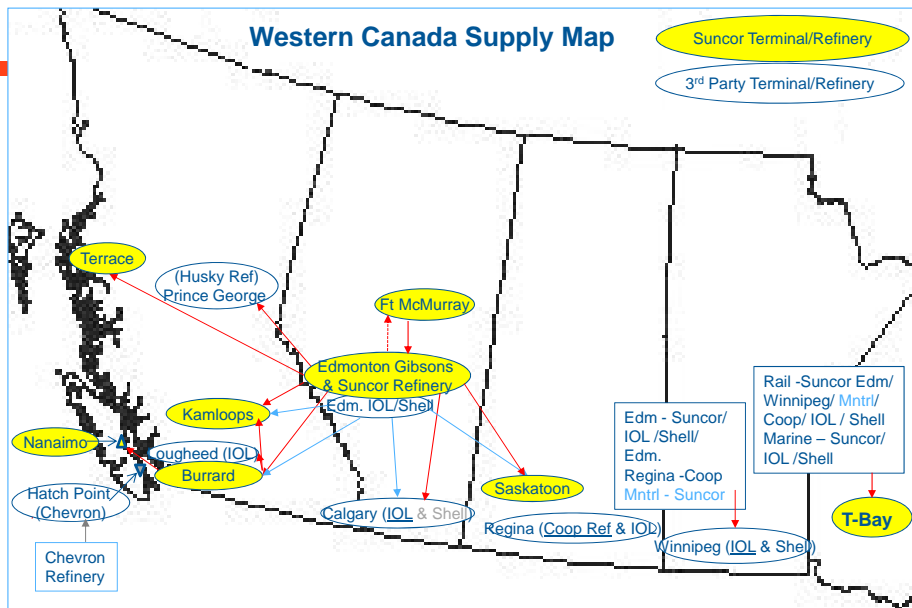 Western Canada Supply Map
Suncor Terminal/Refinery
3rd Party Terminal/Refinery
Terrace
(Husky Ref)
Prince George
Ft McMurray
Edmonton Gibsons
& Suncor Refinery
Edm. IOL/Shell
Kamloops
Nanaimo
Lougheed (IOL)
Burrard
Hatch Point
(Chevron)
Chevron
Refinery
Calgary (IOL & Shell)
Saskatoon
Regina (Coop Ref & IOL)
Edm - Suncor/
IOL /Shell/
Edm.
Regina -Coop
Mntrl - Suncor
Winnipeg (IOL & Shell)
Rail -Suncor Edm/
Winnipeg/ Mntrl/
Coop/ IOL / Shell
Marine – Suncor/
IOL /Shell
T-Bay